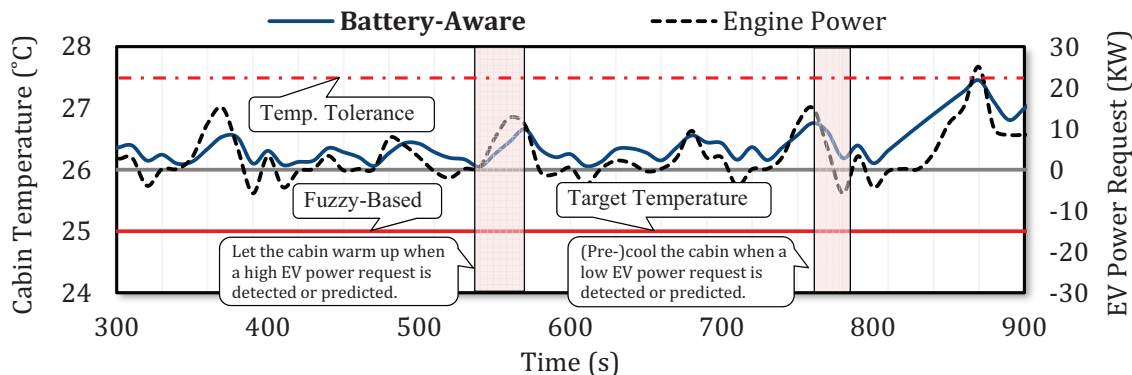 Battery-Aware
Engine Power
Cabin Temperature (°C)
EV Power Request (KW)
28
27
26
25
24
30
20
10
0
-10
-20
-30
Temp. Tolerance
Fuzzy-Based
Target Temperature
Let the cabin warm up when
a high EV power request is
detected or predicted.
(Pre-)cool the cabin when a
low EV power request is
detected or predicted.
300
400
500
600
700
800
900
Time (s)